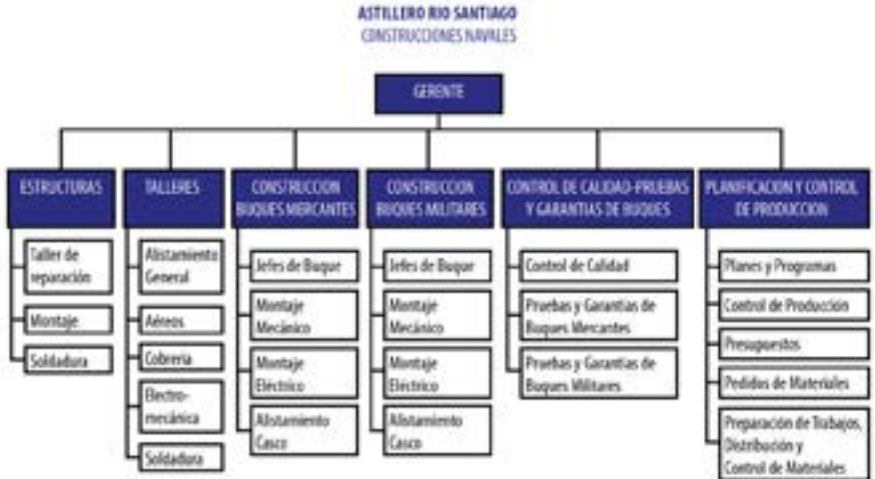 ASTILLERO RIO SANTIAGO
CONSTRUCCIONES NAVALES
GERENTE
ESTRUCTURAS
Taller de
reparación
Montaje
Soldadura
TALLERES
Alistamiento
General
Aéreos
Cobreria
Electro-
mecánica
Soldadura
CONSTRUCCION
BUQUES MERCANTES
Jefes de Buque
Montaje
Mecánico
Montaje
Eléctrico
Alistamiento
Casco
CONSTRUCCION
BUQUES MILITARES
Jefes de Buque
Montaje
Mecánico
Montaje
Eléctrico
Alistamiento
Casco
CONTROL DE CALIDAD-PRUEBAS
Y GARANTIAS DE BUQUES
Control de Calidad
Pruebas y Garantias de
Buques Mercantes
Pruebas y Garantias de
Buques Militares
PLANIFICACION Y CONTROL
DE PRODUCCION
Planes y Programas
Control de Producción
Presupuestos
Pedidos de Materiales
Preparación de Trabajos,
Distribución y
Control de Materiales